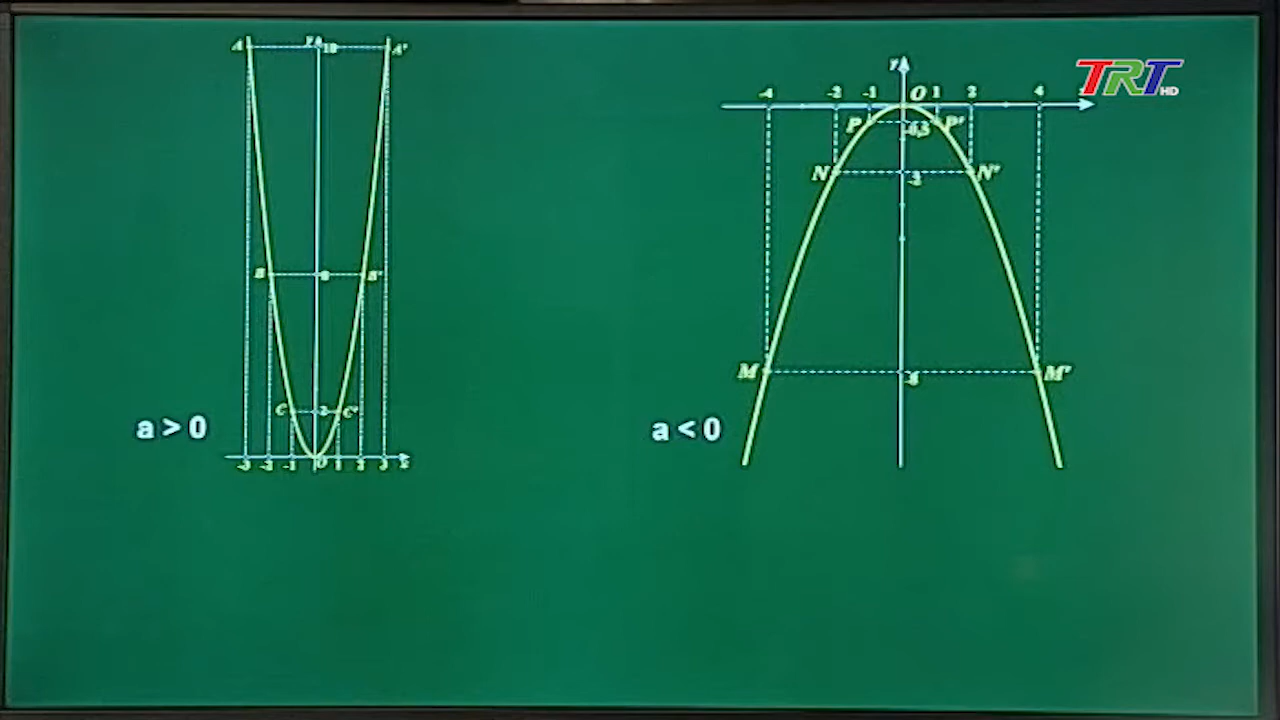 A y 18 A'
B 8 B'
C 2 C'
a > 0
-3 -2 -1 O 1 2 3 x
TRT HD
y
-4 -2 -1 O 1 2 4
P -0,5 P'
N -2 N'
M -8 M'
a < 0